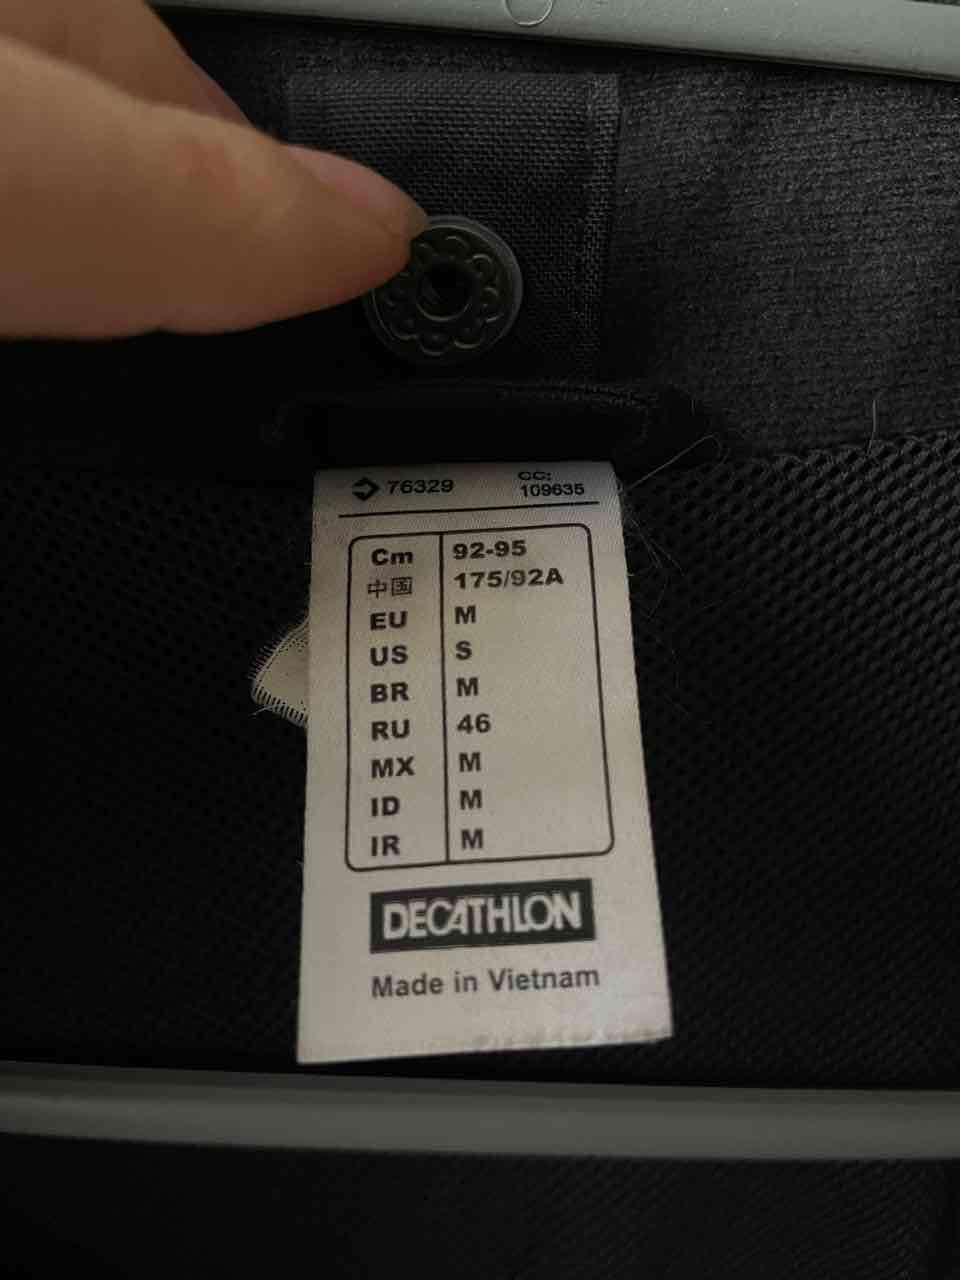 76329 CC:
109635
Cm 92-95
中国 175/92A
EU M
US S
BR M
RU 46
MX M
ID M
IR M
DECATHLON
Made in Vietnam